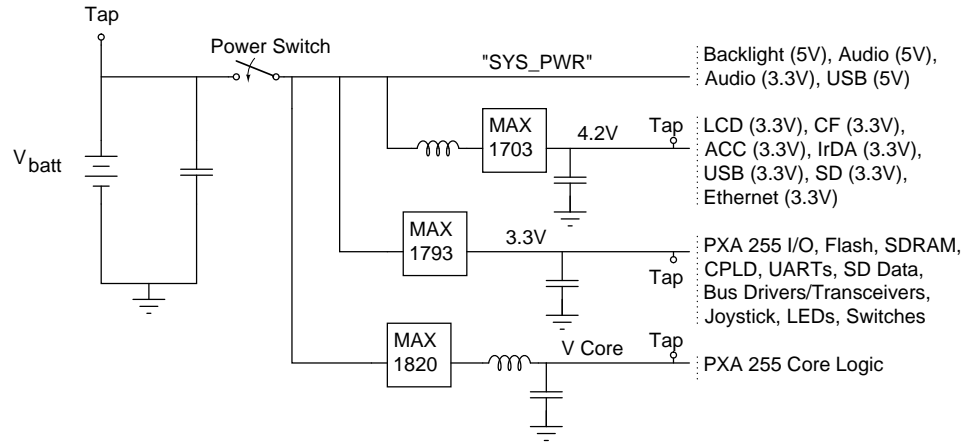 Tap
Power Switch
"SYS_PWR"
Backlight (5V), Audio (5V),
Audio (3.3V), USB (5V)
V batt
MAX
1703
4.2V
Tap
LCD (3.3V), CF (3.3V),
ACC (3.3V), IrDA (3.3V),
USB (3.3V), SD (3.3V),
Ethernet (3.3V)
MAX
1793
3.3V
Tap
PXA 255 I/O, Flash, SDRAM,
CPLD, UARTs, SD Data,
Bus Drivers/Transceivers,
Joystick, LEDs, Switches
MAX
1820
V Core
Tap
PXA 255 Core Logic